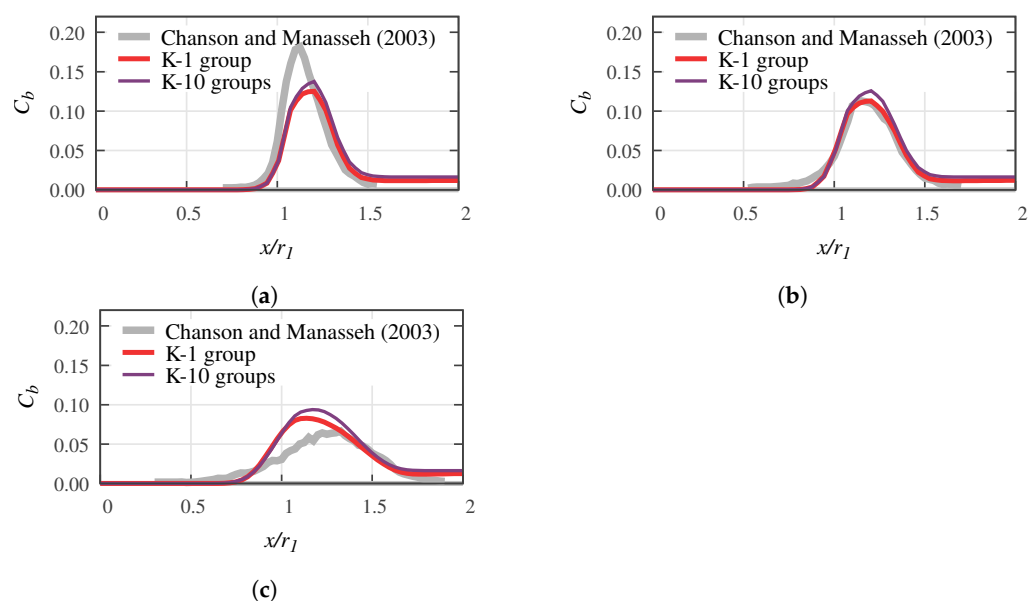 0.20
0.15
0.10
0.05
0.00
C_b
Chanson and Manasseh (2003)
K-1 group
K-10 groups
0 0.5 1 1.5 2
x/r_1
(a)
0.20
0.15
0.10
0.05
0.00
C_b
Chanson and Manasseh (2003)
K-1 group
K-10 groups
0 0.5 1 1.5 2
x/r_1
(b)
0.20
0.15
0.10
0.05
0.00
C_b
Chanson and Manasseh (2003)
K-1 group
K-10 groups
0 0.5 1 1.5 2
x/r_1
(c)